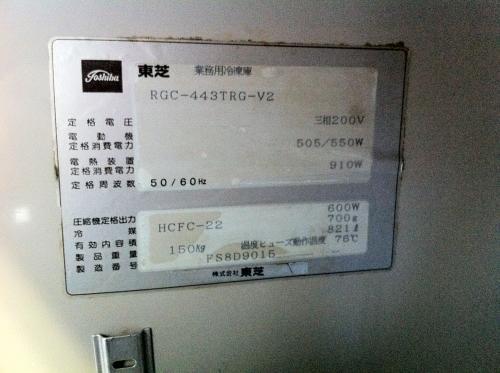 Toshiba 東芝 業務用冷凍庫
RGC-443TRG-V2
定格電圧 三相200V
電動機
定格消費電力 505/550W
電熱装置
定格消費電力 910W
定格周波数 50/60Hz
圧縮機定格出力 600W
冷媒 HCFC-22 700g
有効内容積 821ℓ
製品重量 150Kg 温度ヒューズ動作温度 76℃
製造番号 FS8D9015
株式会社 東芝